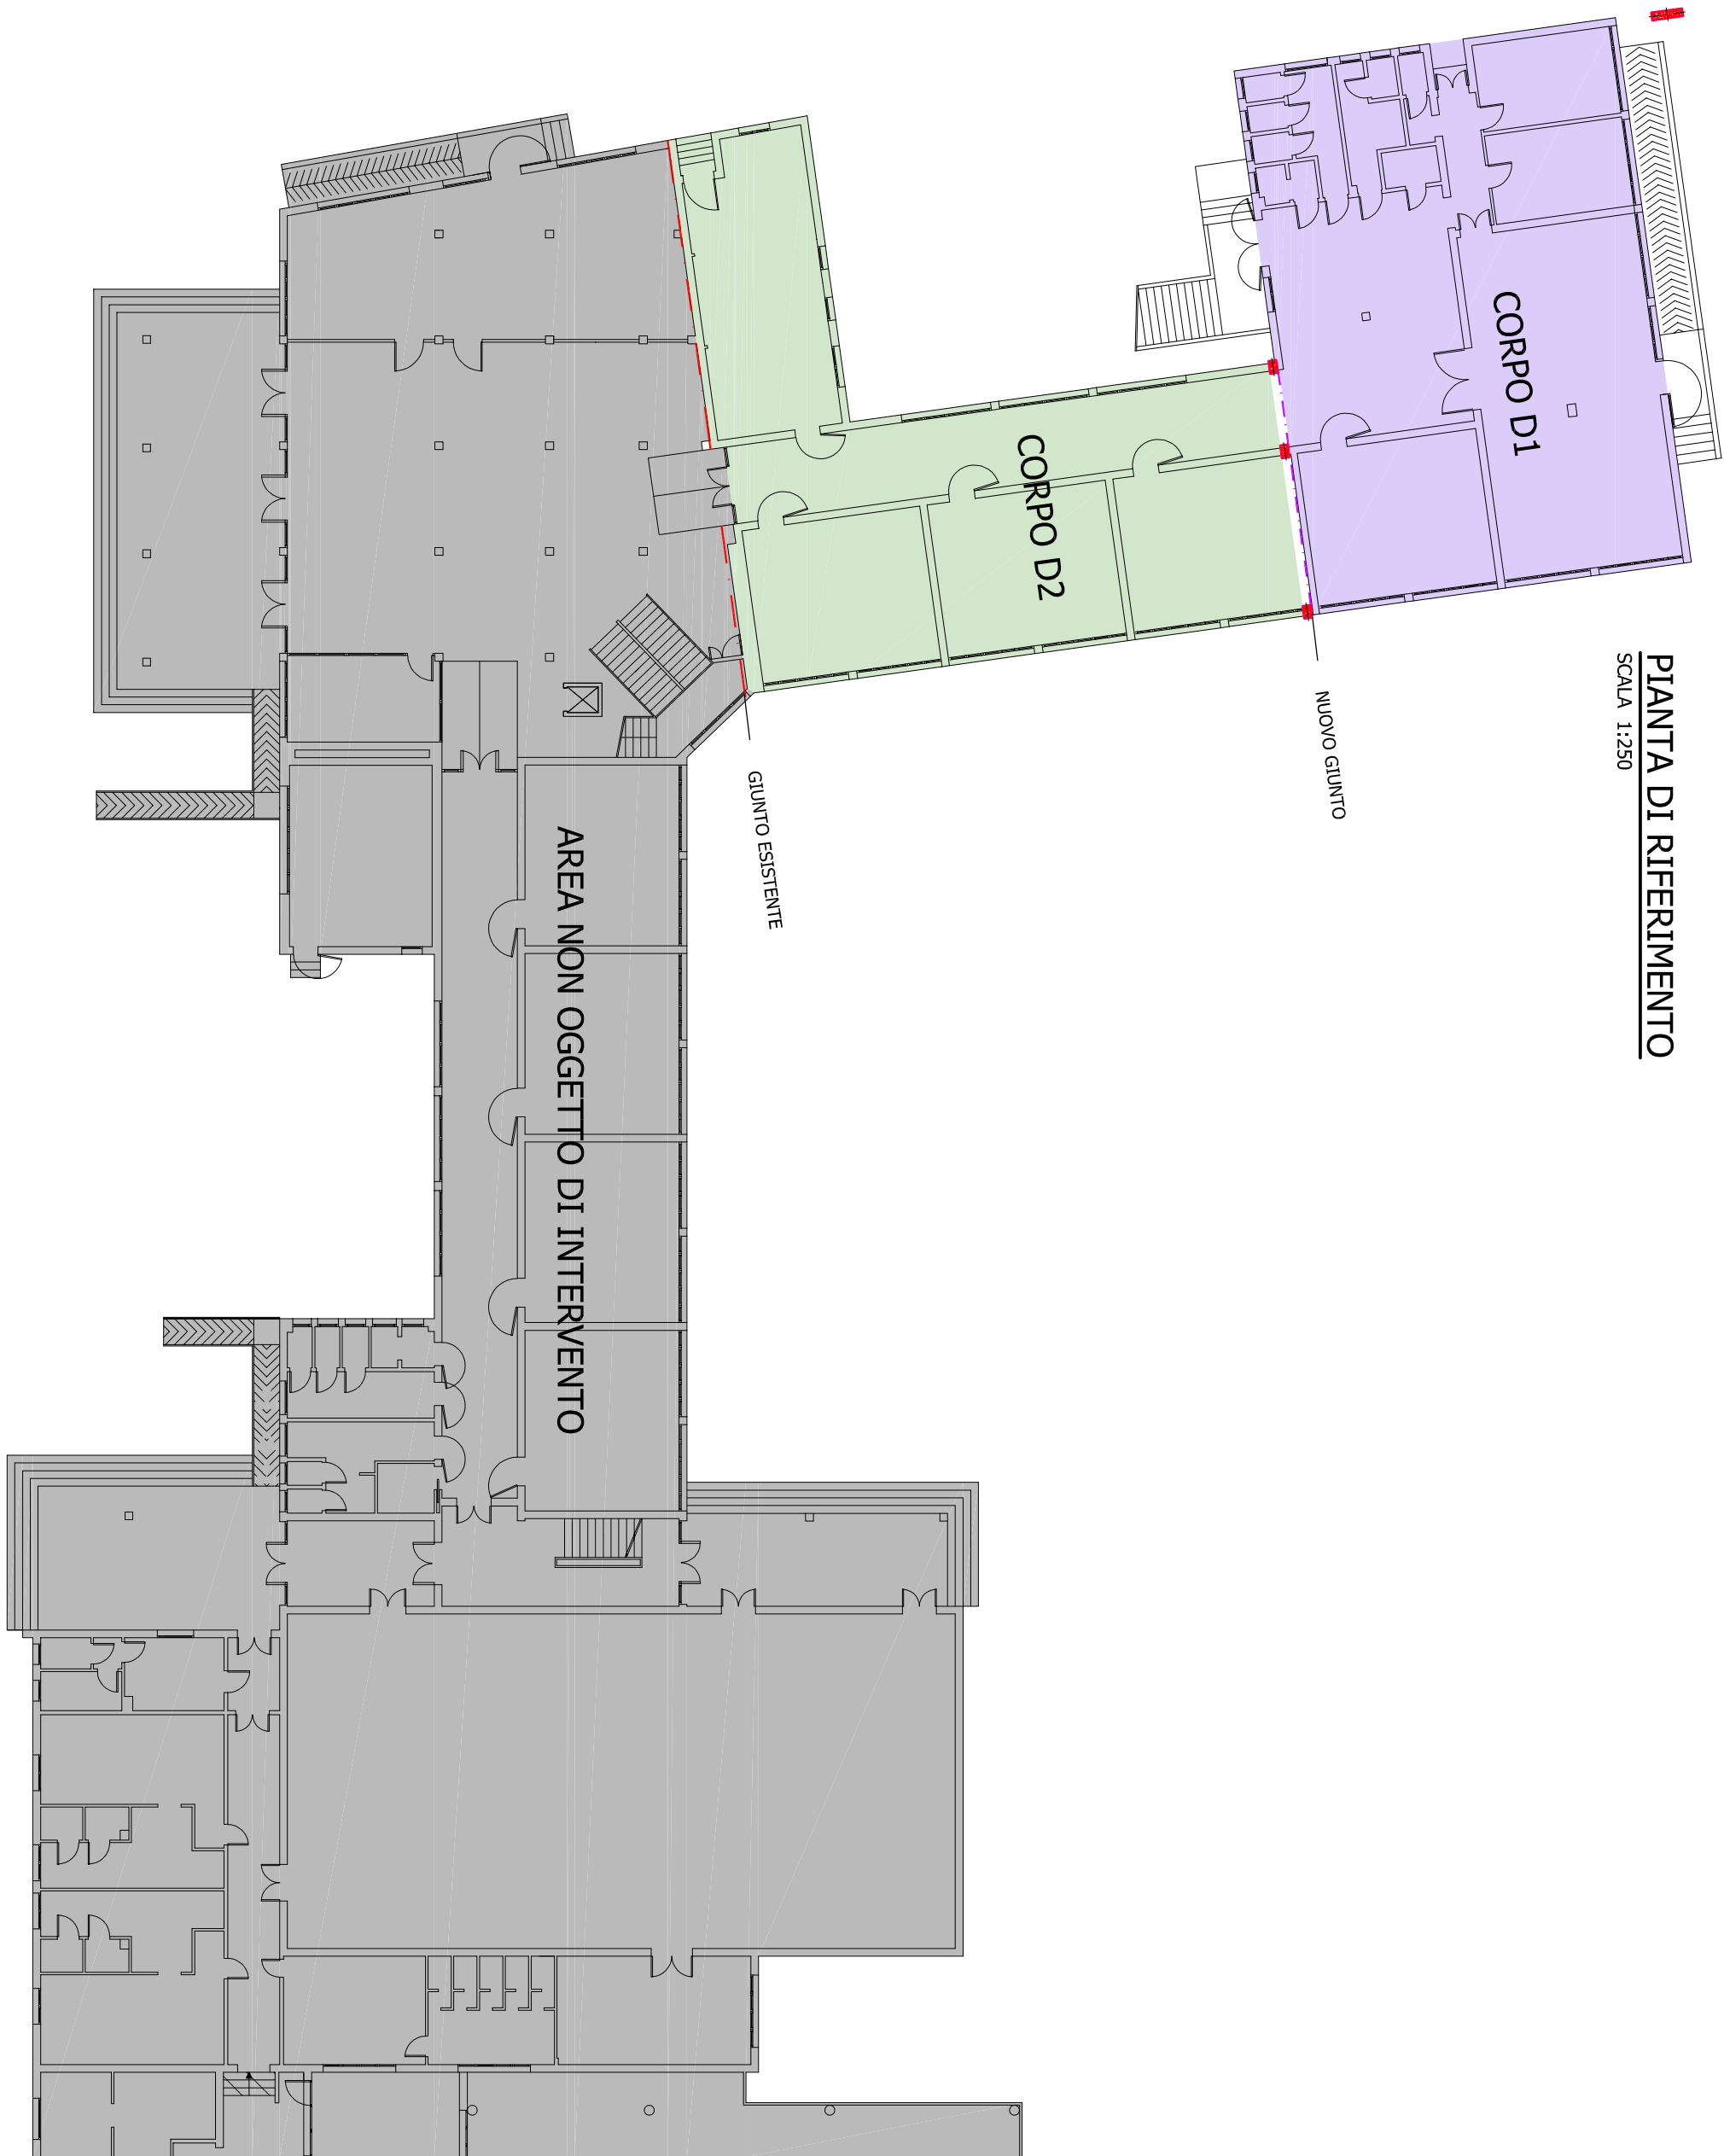 PIANTA DI RIFERIMENTO
SCALA 1:250
CORPO D1
CORPO D2
NUOVO GIUNTO
GIUNTO ESISTENTE
AREA NON OGGETTO DI INTERVENTO